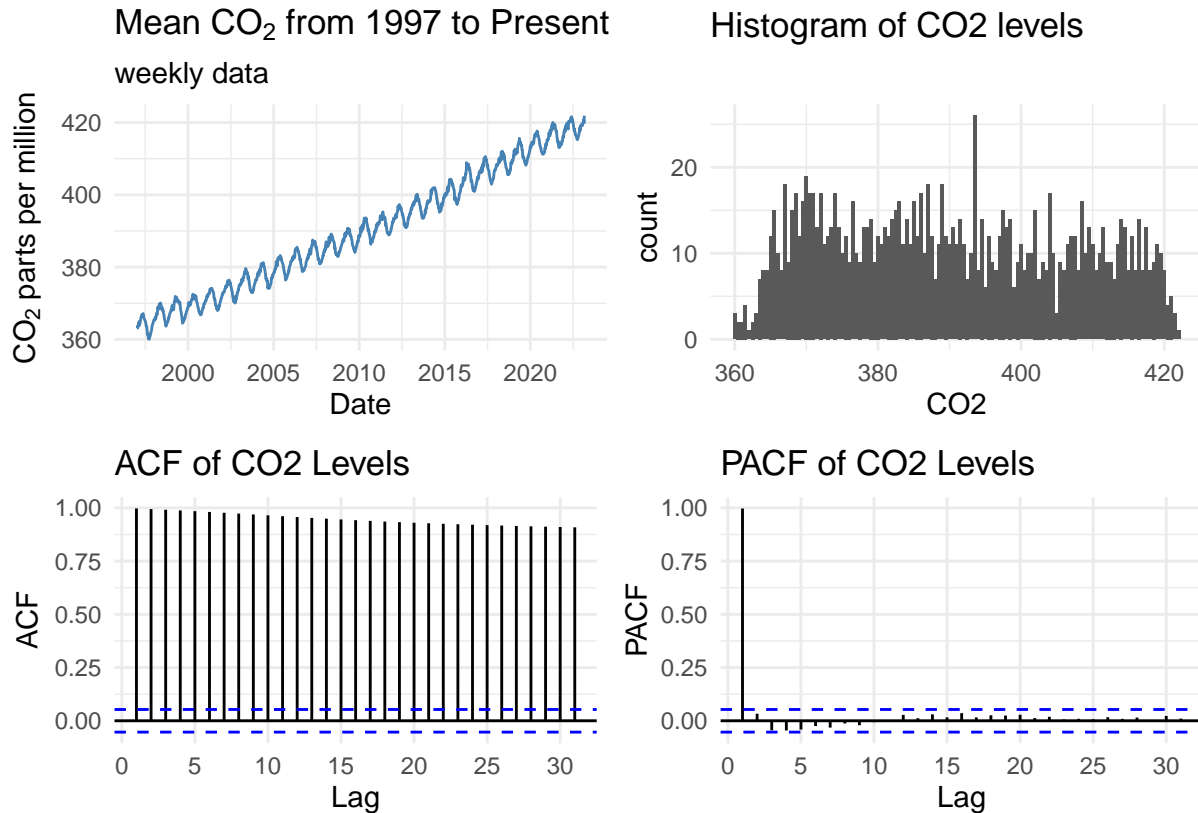 Mean CO₂ from 1997 to Present
weekly data
CO₂ parts per million
420
400
380
360
2000 2005 2010 2015 2020
Date
Histogram of CO2 levels
count
20
10
0
360 380 400 420
CO2
ACF of CO2 Levels
ACF
1.00
0.75
0.50
0.25
0.00
0 5 10 15 20 25 30
Lag
PACF of CO2 Levels
PACF
1.00
0.75
0.50
0.25
0.00
0 5 10 15 20 25 30
Lag